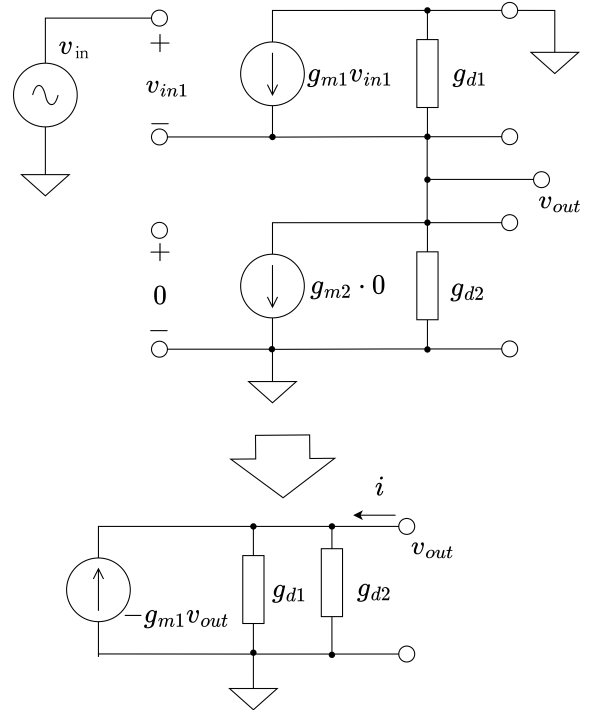 v_in
+
v_in1
−
g_m1 v_in1
g_d1
v_out
+
0
−
g_m2 · 0
g_d2
i
v_out
−g_m1 v_out
g_d1
g_d2